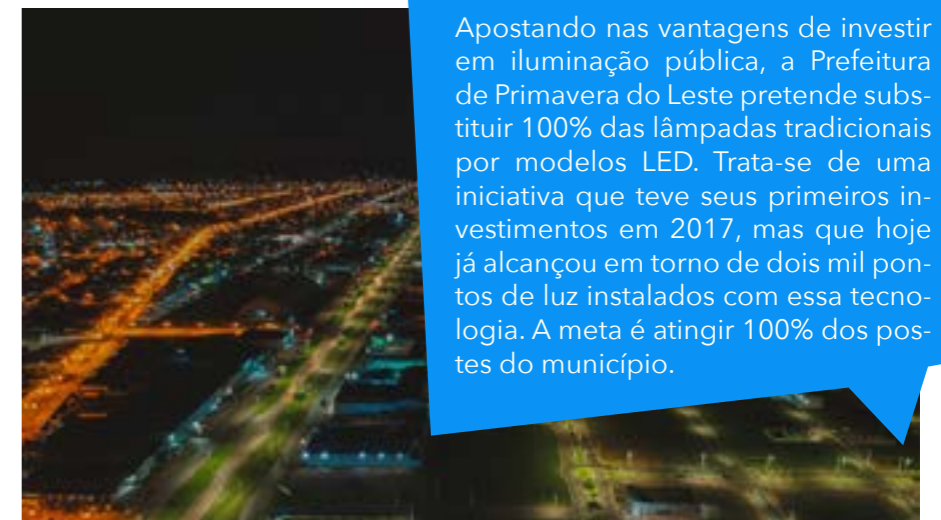 Apostando nas vantagens de investir
em iluminação pública, a Prefeitura
de Primavera do Leste pretende subs-
tituir 100% das lâmpadas tradicionais
por modelos LED. Trata-se de uma
iniciativa que teve seus primeiros in-
vestimentos em 2017, mas que hoje
já alcançou em torno de dois mil pon-
tos de luz instalados com essa tecno-
logia. A meta é atingir 100% dos pos-
tes do município.